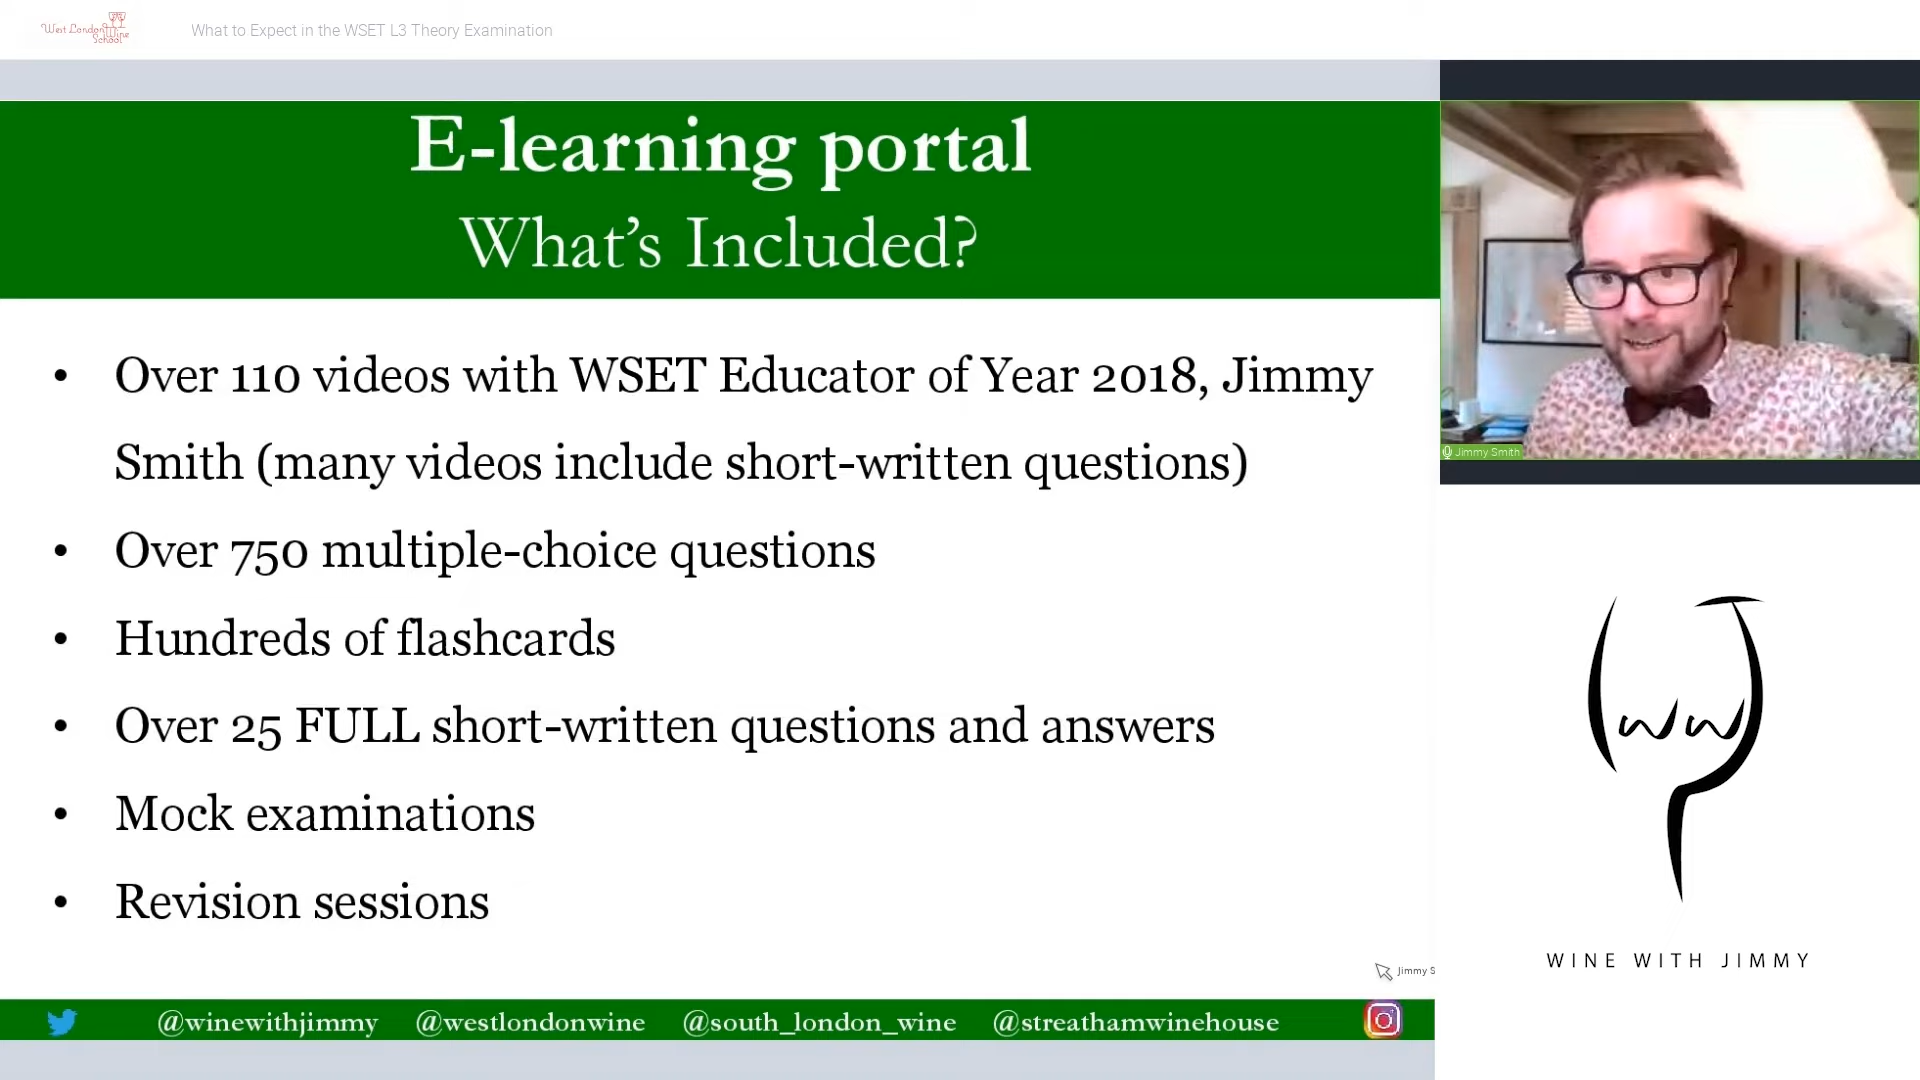 West London Wine School
What to Expect in the WSET L3 Theory Examination
E-learning portal
What’s Included?
• Over 110 videos with WSET Educator of Year 2018, Jimmy
Smith (many videos include short-written questions)
• Over 750 multiple-choice questions
• Hundreds of flashcards
• Over 25 FULL short-written questions and answers
• Mock examinations
• Revision sessions
Jimmy S
@winewithjimmy @westlondonwine @south_london_wine @streathamwinehouse
Jimmy Smith
WWJ
WINE WITH JIMMY